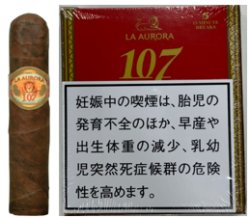 LA AURORA
107
妊娠中の喫煙は、胎児の
発育不全のほか、早産や
出生体重の減少、乳幼
児突然死症候群の危険
性を高めます。